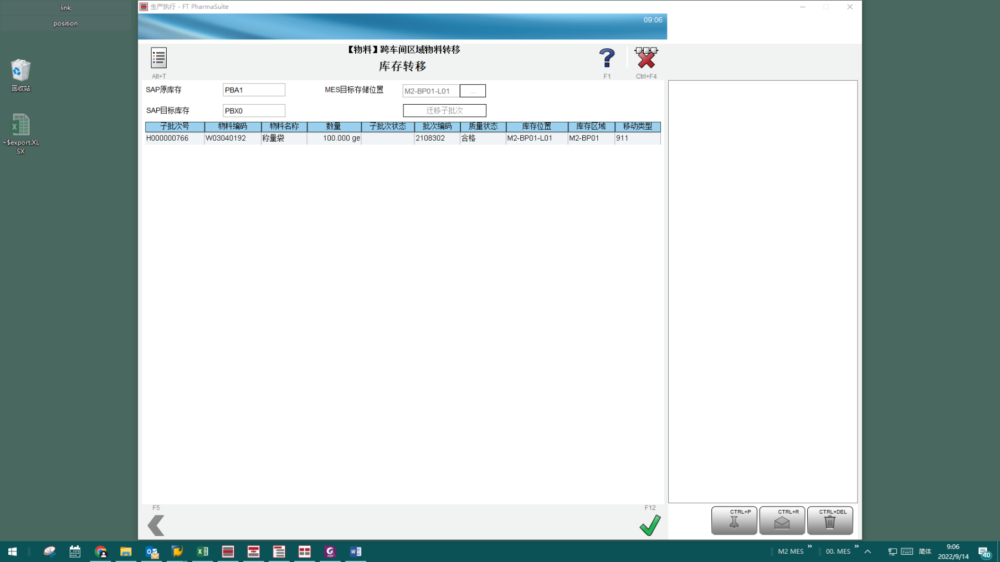 link
position
回收站
~$export.XL
SX
生产执行 - FT PharmaSuite
09:06
Alt+T
【物料】跨车间区域物料转移
库存转移
F1
Ctrl+F4
SAP原库存
PBA1
MES目标存储位置
M2-BP01-L01
...
SAP目标库存
PBX0
迁移子批次
子批次号 物料编码 物料名称 数量 子批次状态 批次编码 质量状态 库存位置 库存区域 移动类型
H000000766 W03040192 称量袋 100.000 ge 2108302 合格 M2-BP01-L01 M2-BP01 911
F5
F12
CTRL+P
CTRL+R
CTRL+DEL
M2 MES
00. MES
简体
9:06
2022/9/14
40